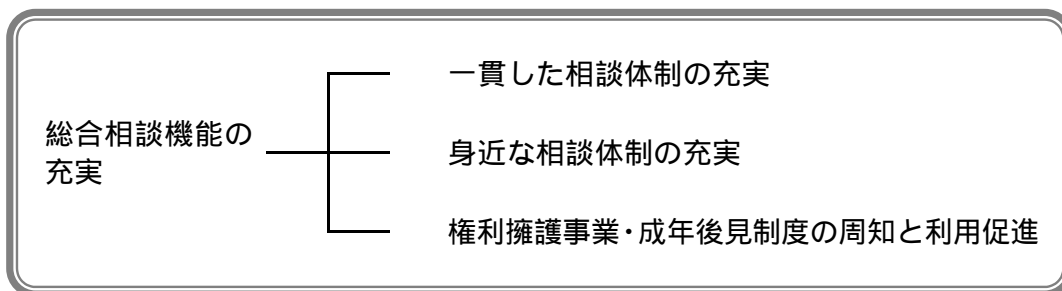 総合相談機能の
充実
一貫した相談体制の充実
身近な相談体制の充実
権利擁護事業・成年後見制度の周知と利用促進